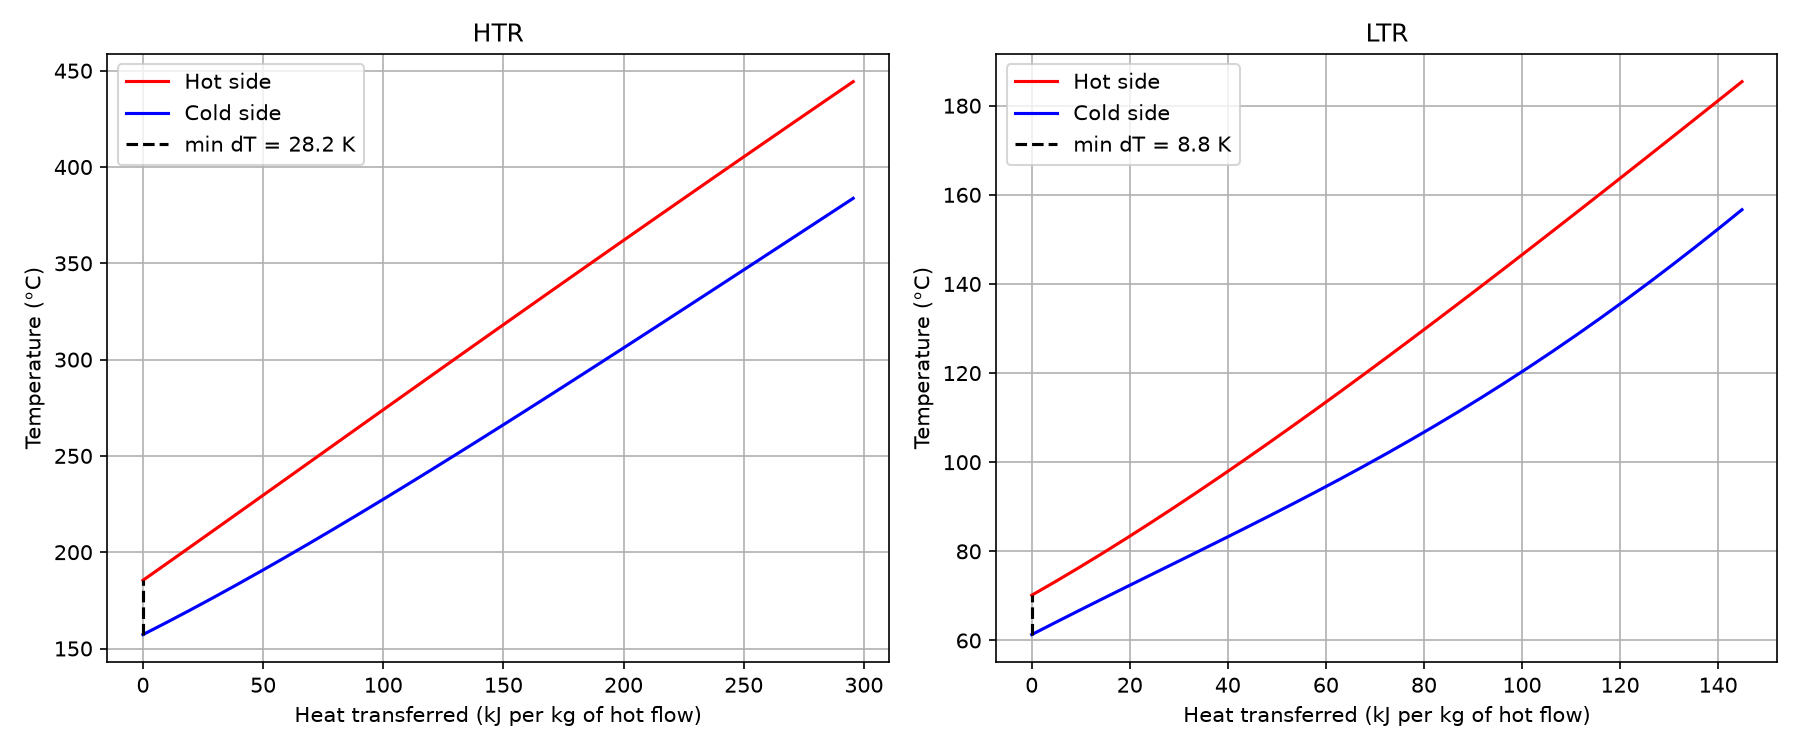 HTR
450
400
350
300
250
200
150
Temperature (°C)
Hot side
Cold side
min dT = 28.2 K
0 50 100 150 200 250 300
Heat transferred (kJ per kg of hot flow)
LTR
180
160
140
120
100
80
60
Temperature (°C)
Hot side
Cold side
min dT = 8.8 K
0 20 40 60 80 100 120 140
Heat transferred (kJ per kg of hot flow)